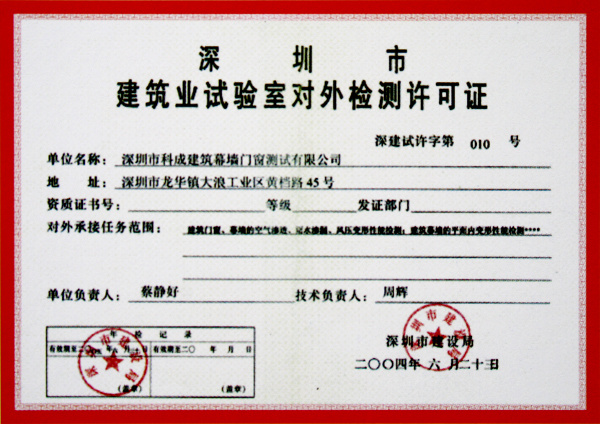 深圳市
建筑业试验室对外检测许可证
深建试许字第 010 号
单位名称：深圳市科成建筑幕墙门窗测试有限公司
地 址：深圳市龙华镇大浪工业区黄档路45号
资质证书号： 等级 发证部门
对外承接任务范围： 建筑门窗、幕墙的空气渗透、雨水渗漏、风压变形性能检测；建筑幕墙的平面内变形性能检测****
单位负责人： 蔡静好 技术负责人： 周辉
年检记录
有效期至二〇 年 月 日 有效期至二〇 年 月 日
(盖章) (盖章)
深圳市建设局
二〇〇四年六月二十三日